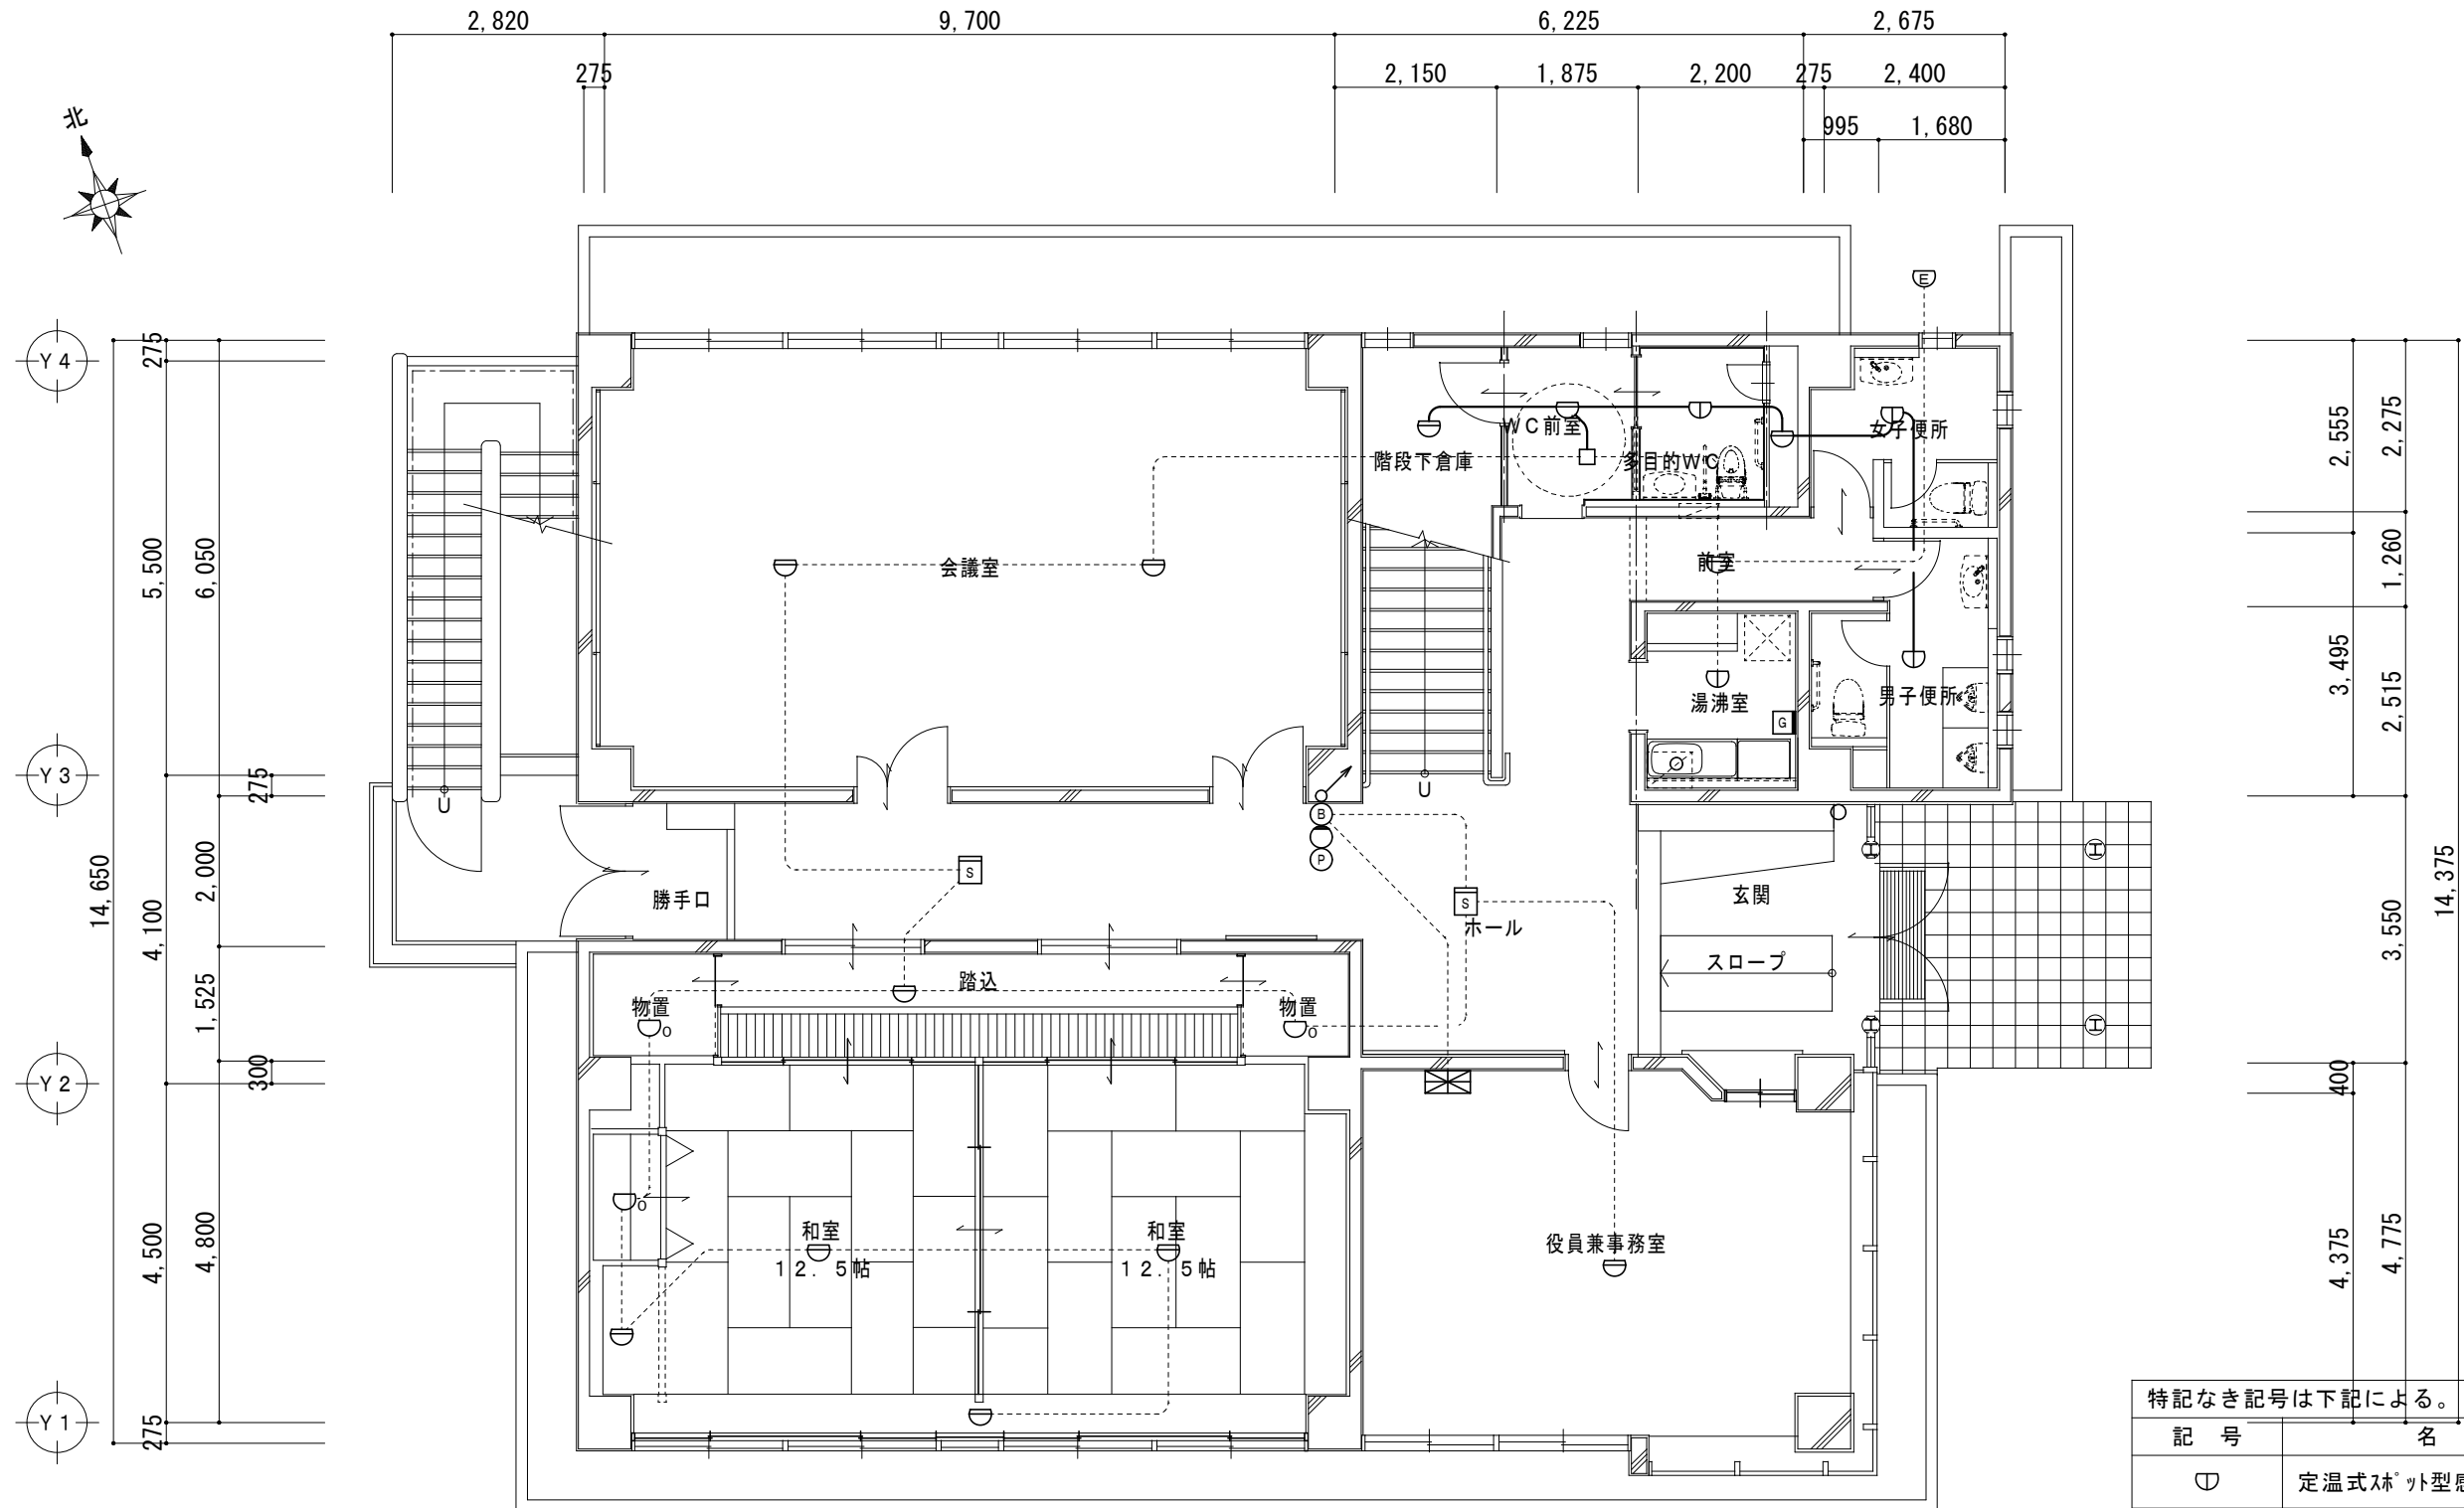 2,820
9,700
6,225
2,675
275
2,150
1,875
2,200
275
2,400
995
1,680
北
E
Y4
275
5,500
6,050
2,555
2,275
WC前室
女子便所
階段下倉庫
多目的WC
会議室
前室
1,260
3,495
2,515
湯沸室
G
男子便所
Y3
275
U
U
B
P
S
S
14,650
4,100
2,000
勝手口
ホール
玄関
スロープ
3,550
14,375
踏込
物置
物置
O
O
1,525
Y2
300
400
O
和室
12.5帖
和室
12.5帖
役員兼事務室
4,500
4,800
4,375
4,775
Y1
275
特記なき記号は下記による。
記 号
名
定温式ｽﾎﾟｯﾄ型感